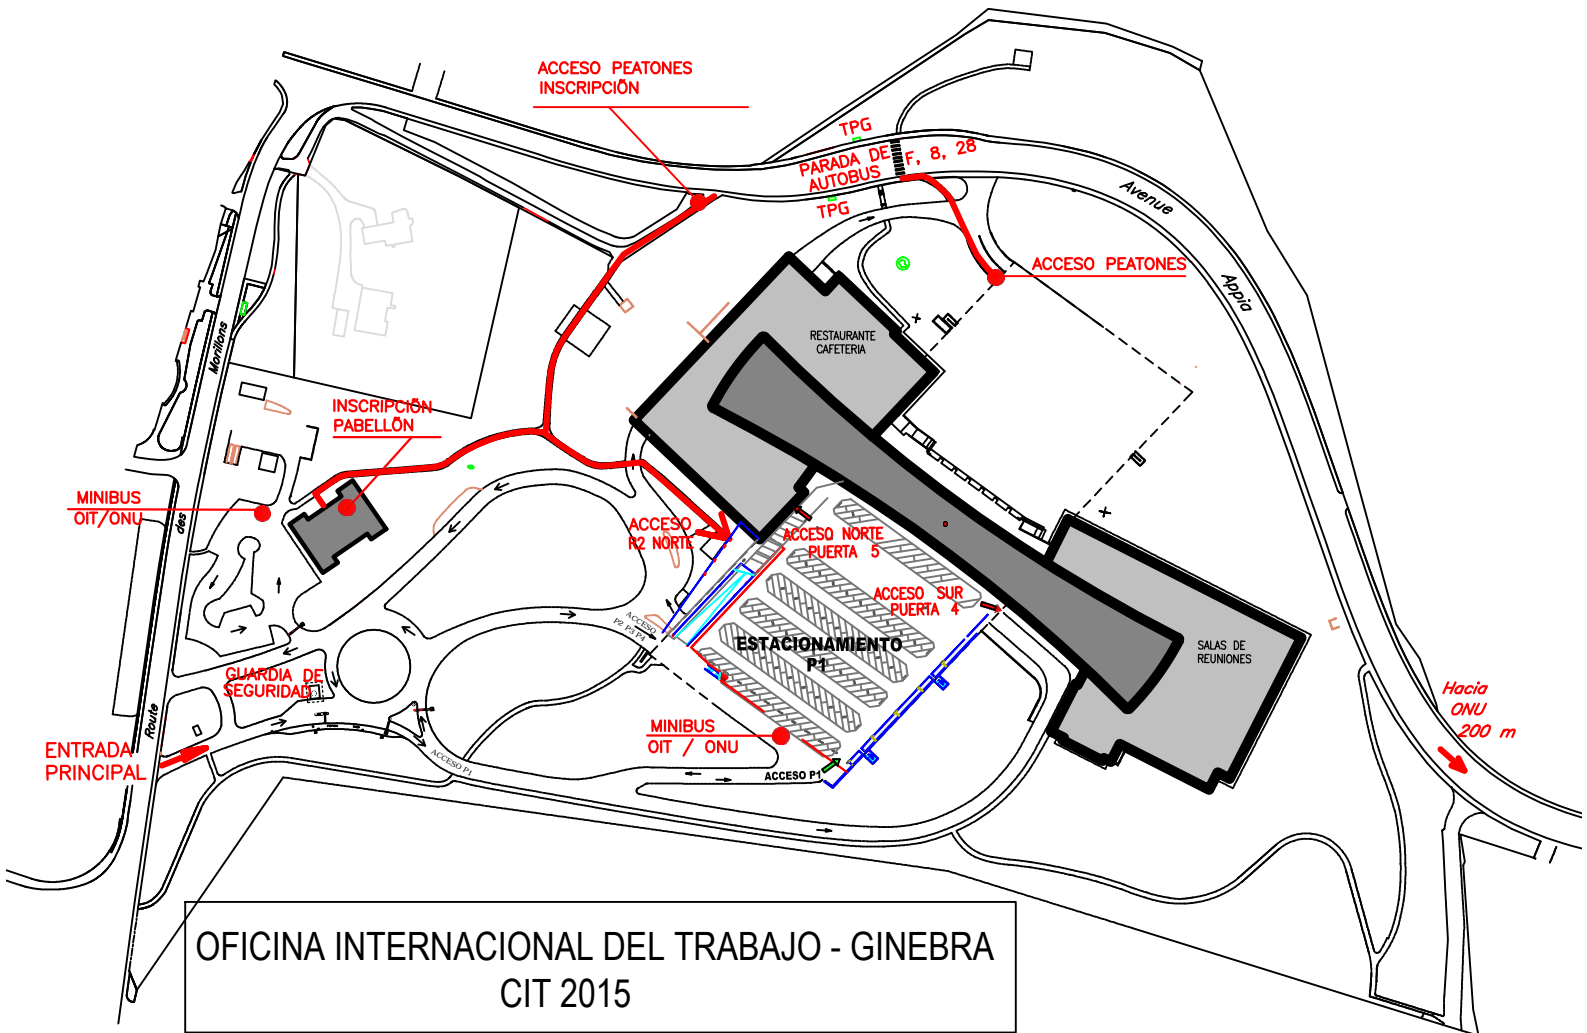 ACCESO PEATONES
INSCRIPCIÓN
TPG
PARADA DE
AUTOBUS
F, 8, 28
TPG
Avenue
Appia
ACCESO PEATONES
RESTAURANTE
CAFETERIA
Morillons
des
Route
INSCRIPCIÓN
PABELLÓN
MINIBUS
OIT/ONU
ACCESO
R2 NORTE
ACCESO NORTE
PUERTA 5
ACCESO SUR
PUERTA 4
ACCESO
P2 P3 P4
ESTACIONAMIENTO
P1
SALAS DE
REUNIONES
GUARDIA DE
SEGURIDAD
Hacia
ONU
200 m
MINIBUS
OIT / ONU
ENTRADA
PRINCIPAL
ACCESO P1
ACCESO P1
OFICINA INTERNACIONAL DEL TRABAJO - GINEBRA
CIT 2015